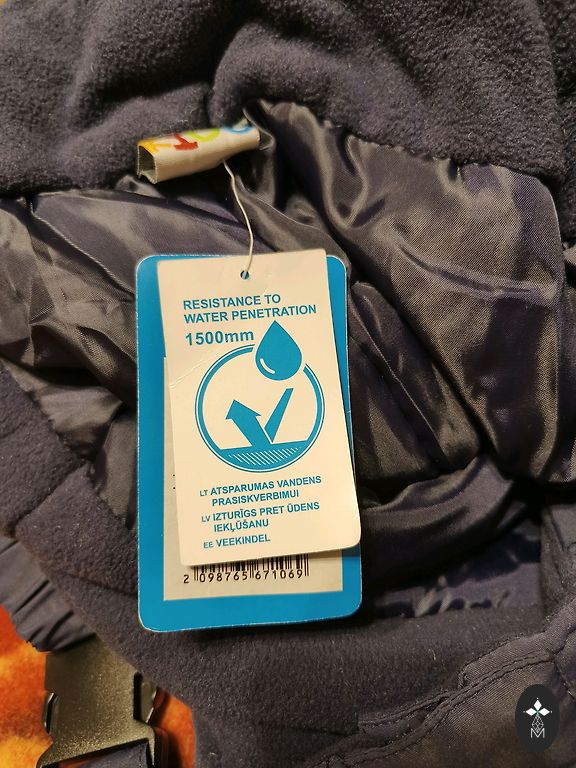 RESISTANCE TO
WATER PENETRATION
1500mm
LT ATSPARUMAS VANDENS
PRASISKVERBIMUI
LV IZTURĪGS PRET ŪDENS
IEKĻŪŠANU
EE VEEKINDEL
2 098765 671069
M